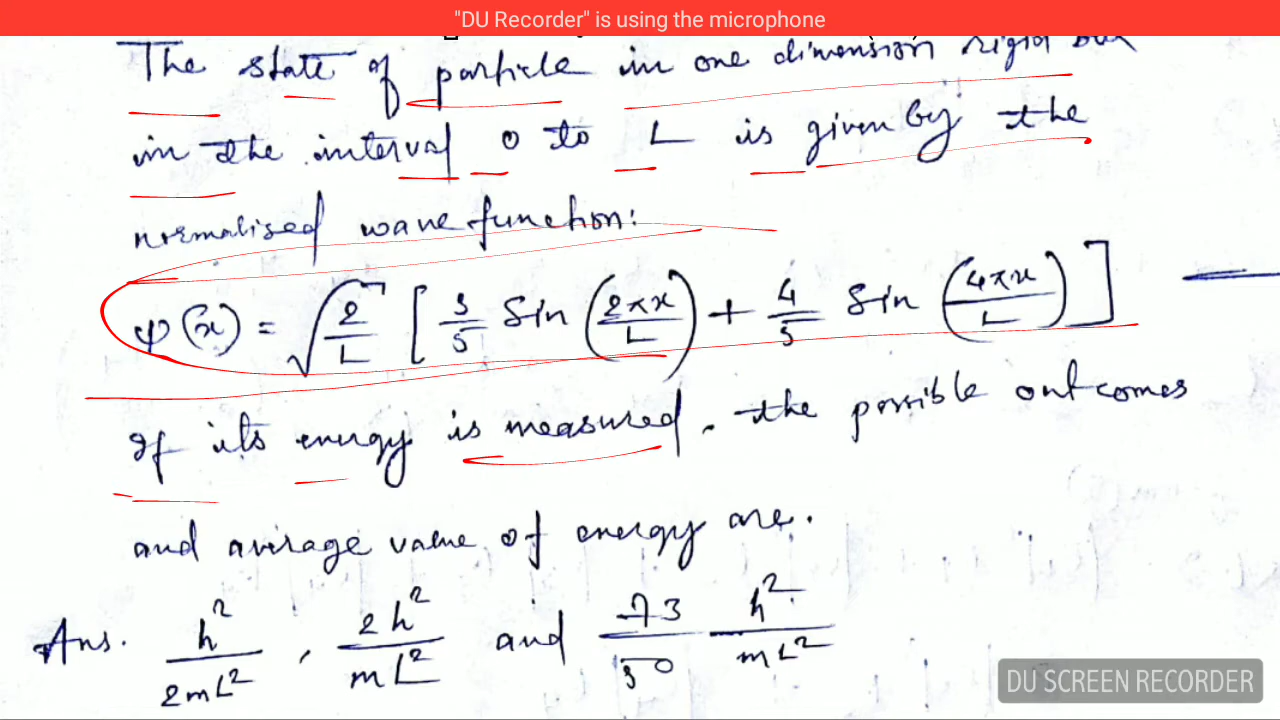 "DU Recorder" is using the microphone
The state of particle in one dimension rigid box
in the interval 0 to L is given by the
normalised wave function:
ψ(x) = √(2/L) [3/5 Sin (2πx/L) + 4/5 Sin (4πx/L)]
If its energy is measured, the possible outcomes
and average value of energy are.
Ans. h²/2mL² , 2h²/mL² and 73/50 h²/mL²
DU SCREEN RECORDER